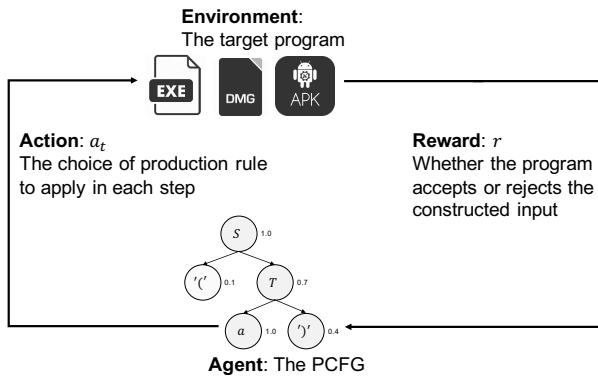 Environment:
The target program
EXE
DMG
APK
Action: a_t
The choice of production rule
to apply in each step
Reward: r
Whether the program
accepts or rejects the
constructed input
S 1.0
'(' 0.1
T 0.7
a 1.0
')' 0.4
Agent: The PCFG